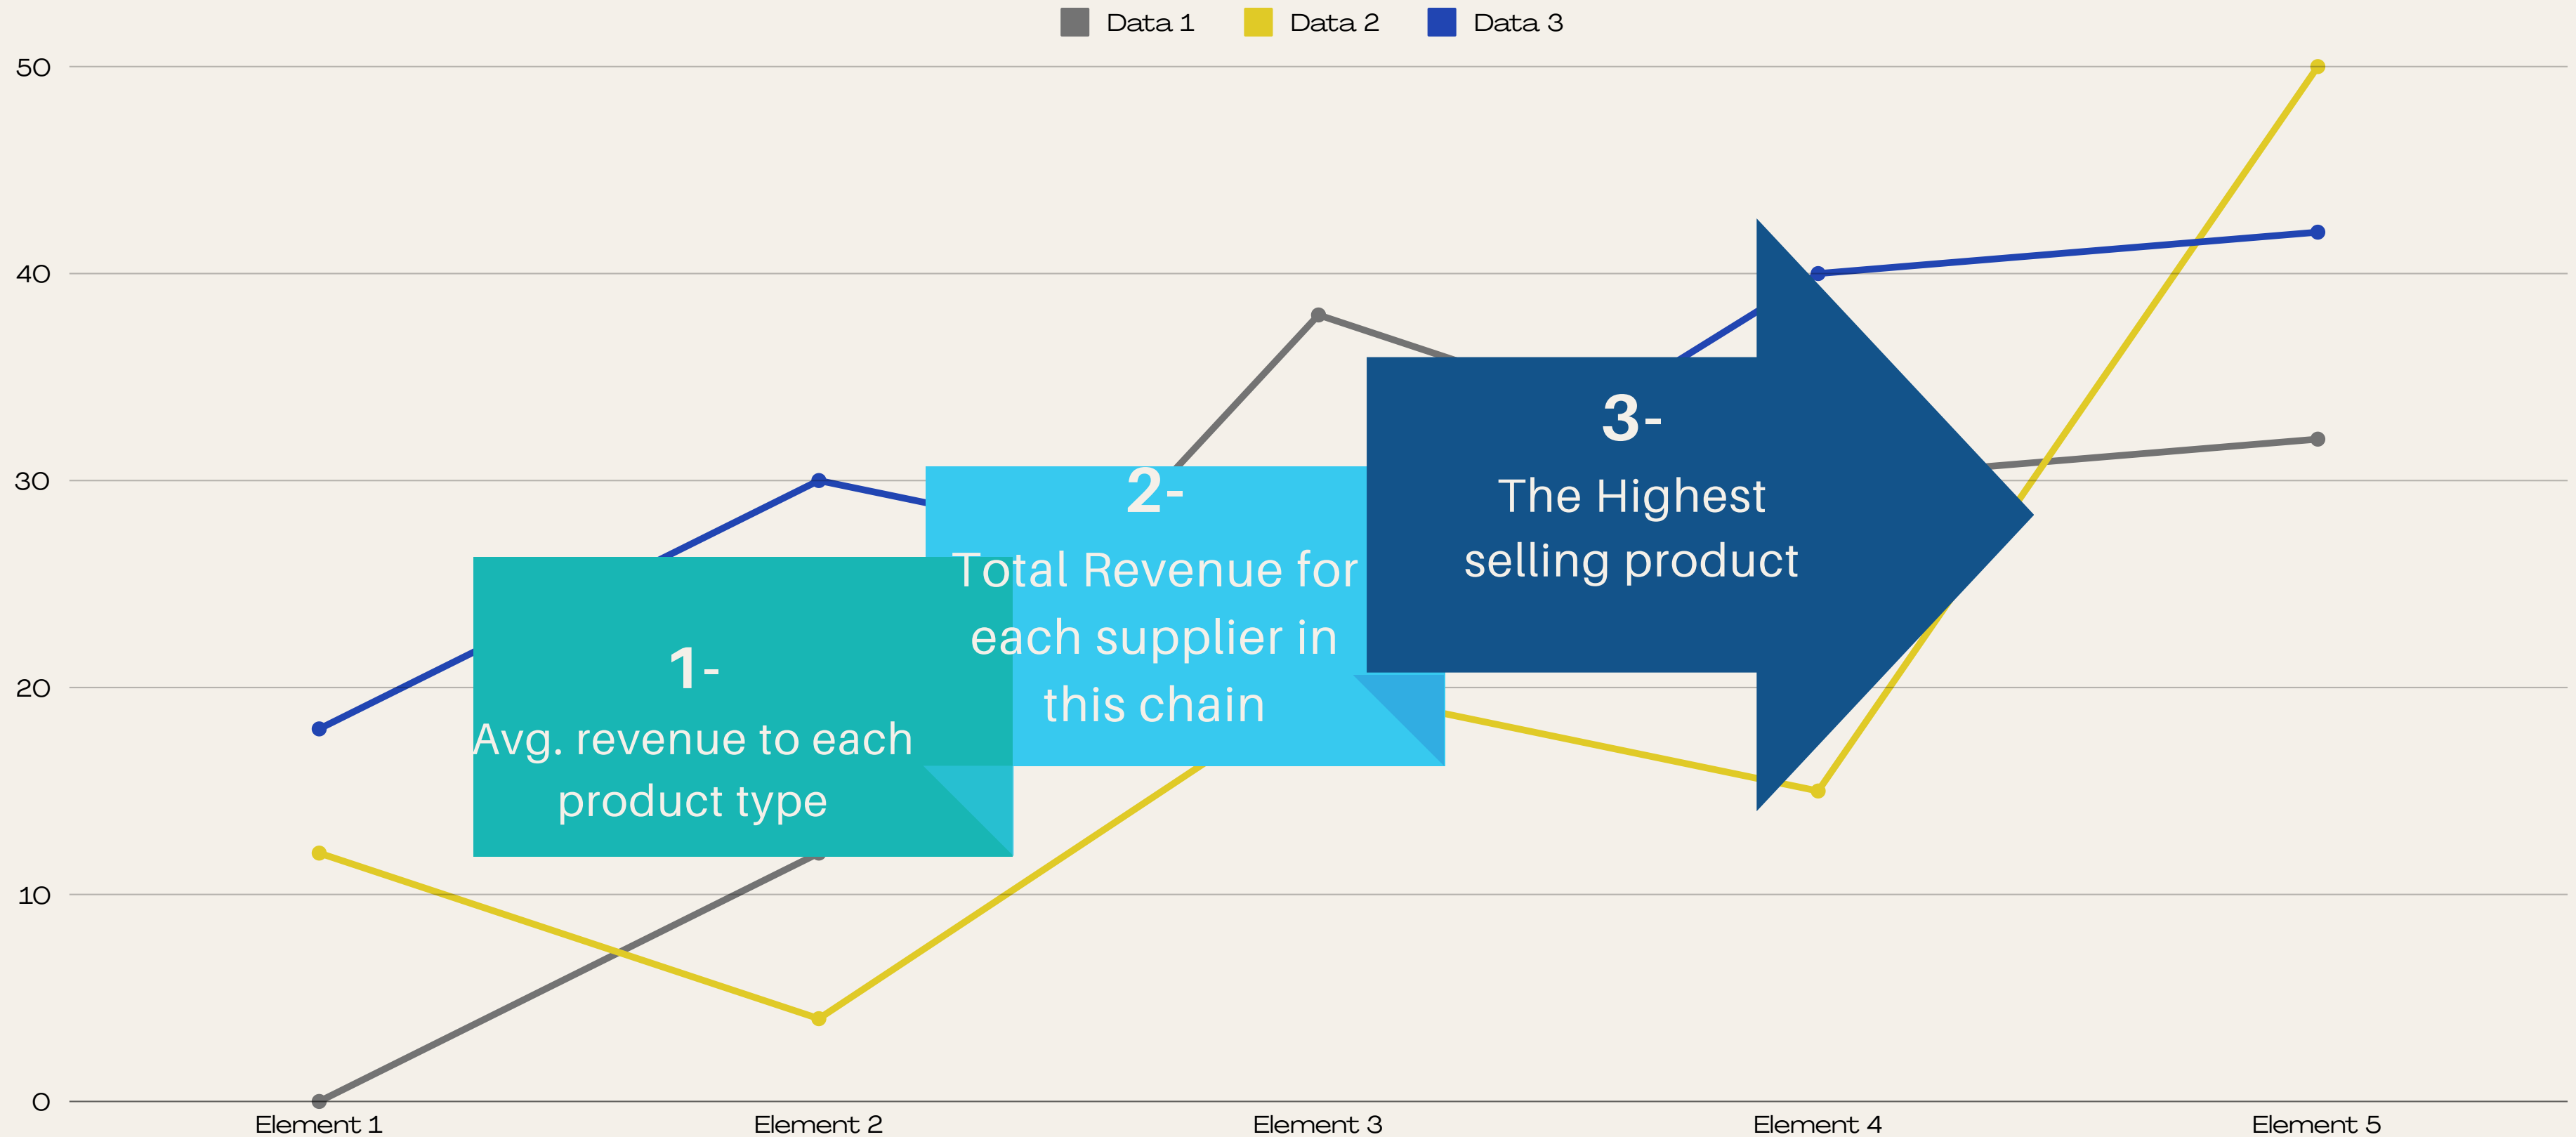 Data 1
Data 2
Data 3
50
40
30
20
10
0
1-
Avg. revenue to each
product type
2-
Total Revenue for
each supplier in
this chain
3-
The Highest
selling product
Element 1
Element 2
Element 3
Element 4
Element 5